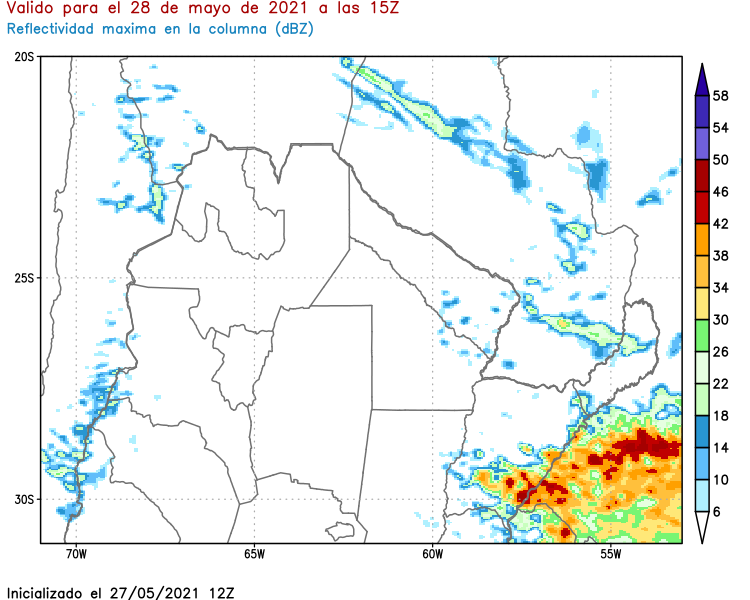 Valido para el 28 de mayo de 2021 a las 15Z
Reflectividad maxima en la columna (dBZ)
20S
25S
30S
70W
65W
60W
55W
58
54
50
46
42
38
34
30
26
22
18
14
10
6
Inicializado el 27/05/2021 12Z